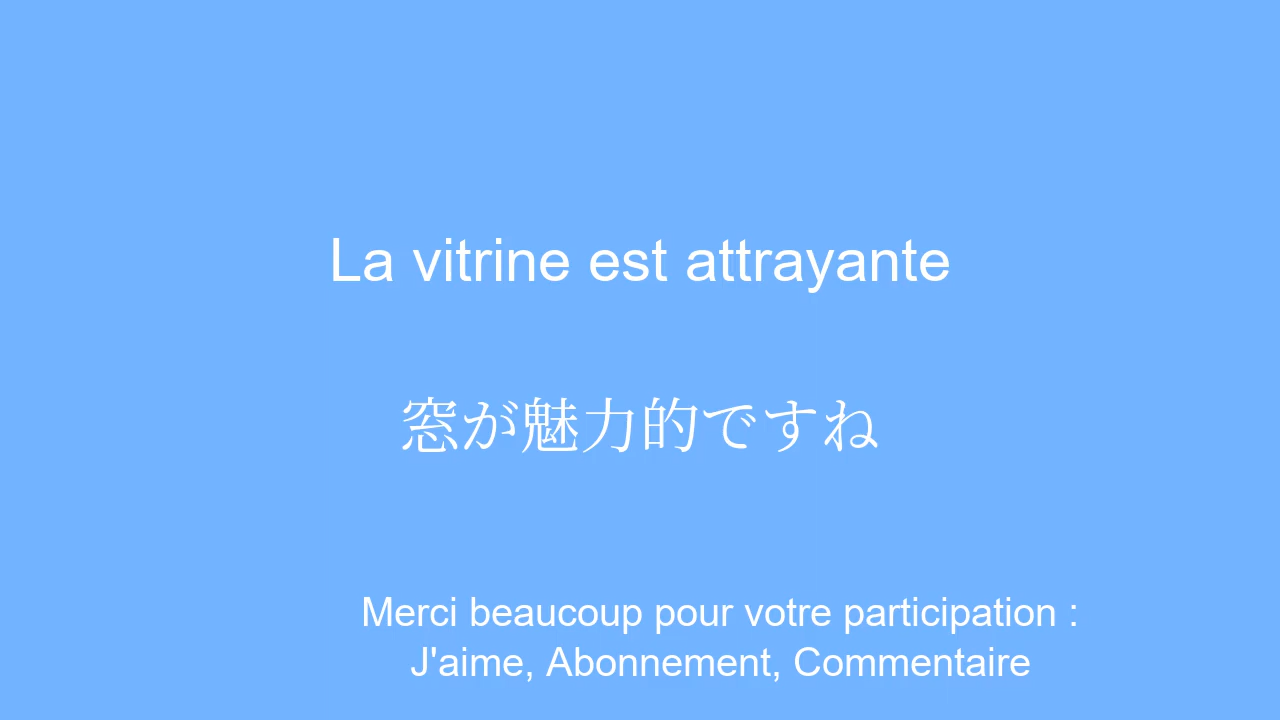 La vitrine est attrayante
窓が魅力的ですね
Merci beaucoup pour votre participation :
J'aime, Abonnement, Commentaire